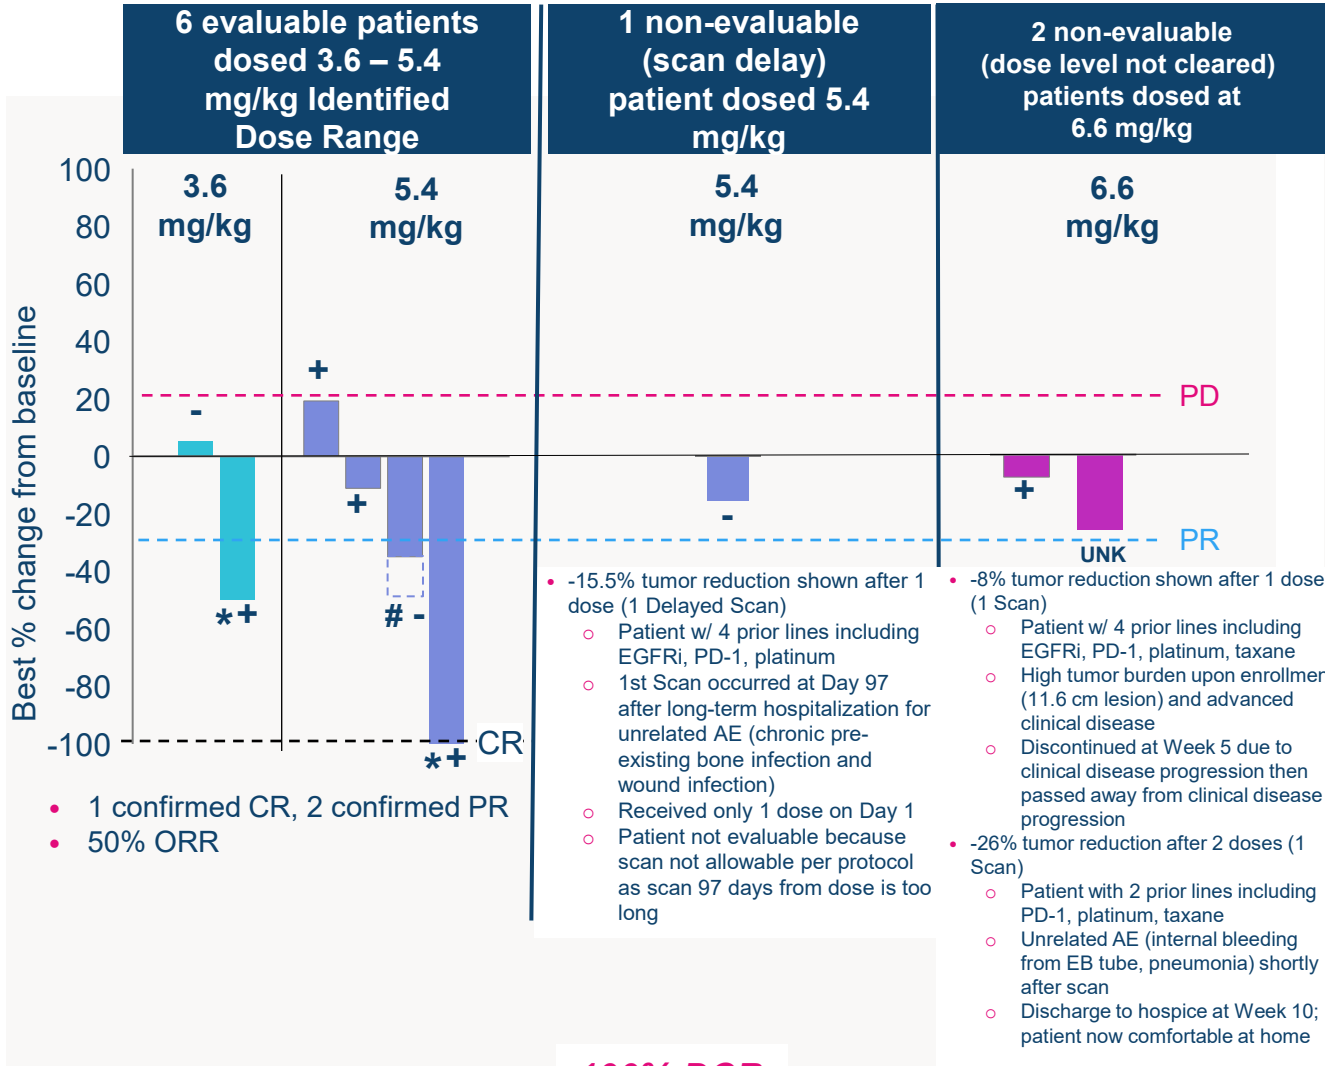 6 evaluable patients
dosed 3.6 – 5.4
mg/kg Identified
Dose Range
1 non-evaluable
(scan delay)
patient dosed 5.4
mg/kg
2 non-evaluable
(dose level not cleared)
patients dosed at
6.6 mg/kg
Best % change from baseline
100
80
60
40
20
0
-20
-40
-60
-80
-100
3.6
mg/kg
5.4
mg/kg
5.4
mg/kg
6.6
mg/kg
-
*+
+
+
# -
*+
-
+
UNK
PD
PR
CR
• 1 confirmed CR, 2 confirmed PR
• 50% ORR
• -15.5% tumor reduction shown after 1
dose (1 Delayed Scan)
o Patient w/ 4 prior lines including
EGFRi, PD-1, platinum
o 1st Scan occurred at Day 97
after long-term hospitalization for
unrelated AE (chronic pre-
existing bone infection and
wound infection)
o Received only 1 dose on Day 1
o Patient not evaluable because
scan not allowable per protocol
as scan 97 days from dose is too
long
• -8% tumor reduction shown after 1 dose
(1 Scan)
o Patient w/ 4 prior lines including
EGFRi, PD-1, platinum, taxane
o High tumor burden upon enrollmen
(11.6 cm lesion) and advanced
clinical disease
o Discontinued at Week 5 due to
clinical disease progression then
passed away from clinical disease
progression
• -26% tumor reduction after 2 doses (1
Scan)
o Patient with 2 prior lines including
PD-1, platinum, taxane
o Unrelated AE (internal bleeding
from EB tube, pneumonia) shortly
after scan
o Discharge to hospice at Week 10;
patient now comfortable at home